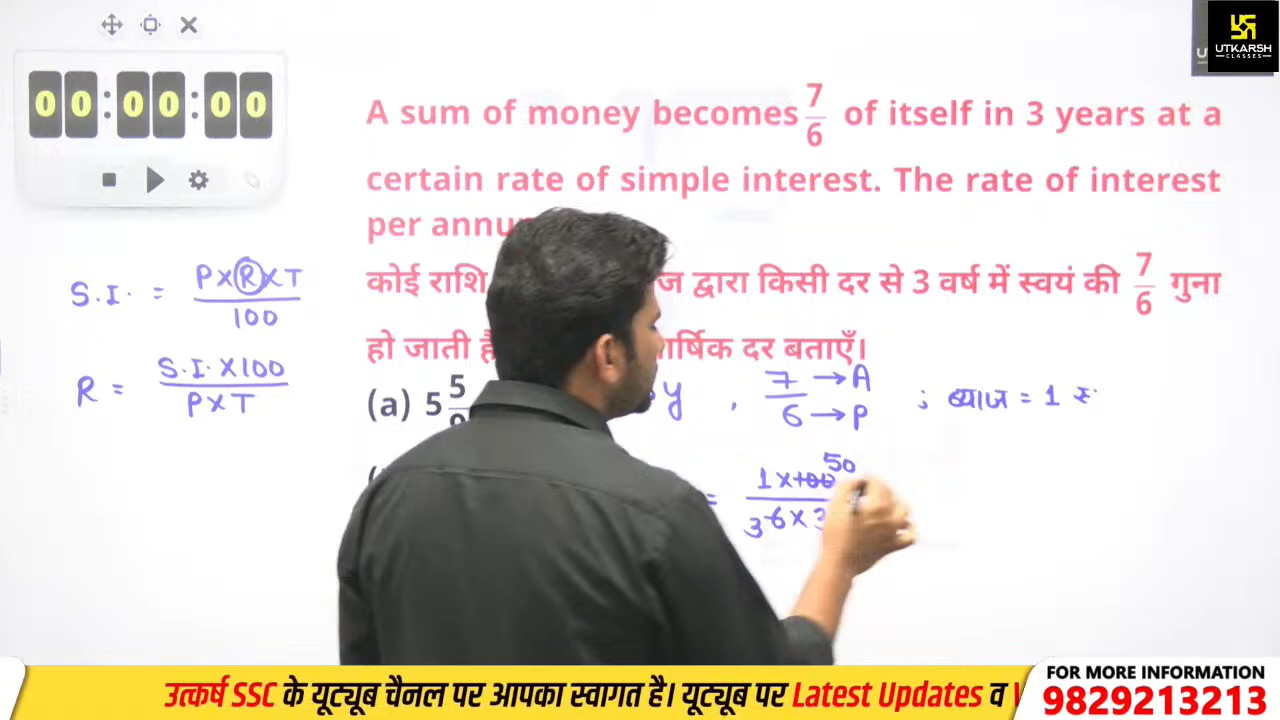 UTKARSH
CLASSES
00:00:00
A sum of money becomes 7/6 of itself in 3 years at a
certain rate of simple interest. The rate of interest
per
कोई राशि द्वारा किसी दर से 3 वर्ष में स्वयं की 7/6 गुना
हो जाती दर बताएँ।
S.I. = P×R×T/100
R = S.I.×100/P×T
(a) 5
y , 7/6 → A → P ; ब्याज = 1 रु.
= 1×100 50
3 6×3
उत्कर्ष SSC के यूट्यूब चैनल पर आपका स्वागत है। यूट्यूब पर Latest Updates व
FOR MORE INFORMATION
9829213213